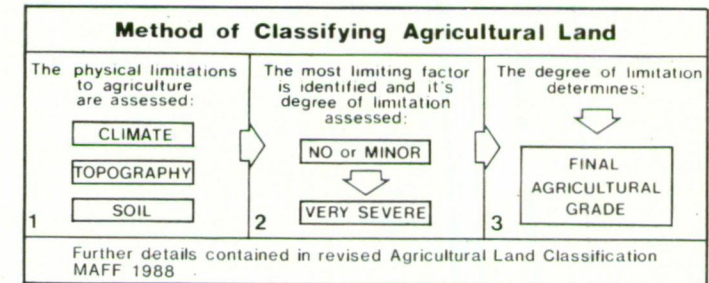 Method of Classifying Agricultural Land
The physical limitations
to agriculture
are assessed:
CLIMATE
TOPOGRAPHY
SOIL
1
The most limiting factor
is identified and it's
degree of limitation
assessed:
NO or MINOR
VERY SEVERE
2
The degree of limitation
determines:
FINAL
AGRICULTURAL
GRADE
3
Further details contained in revised Agricultural Land Classification
MAFF 1988